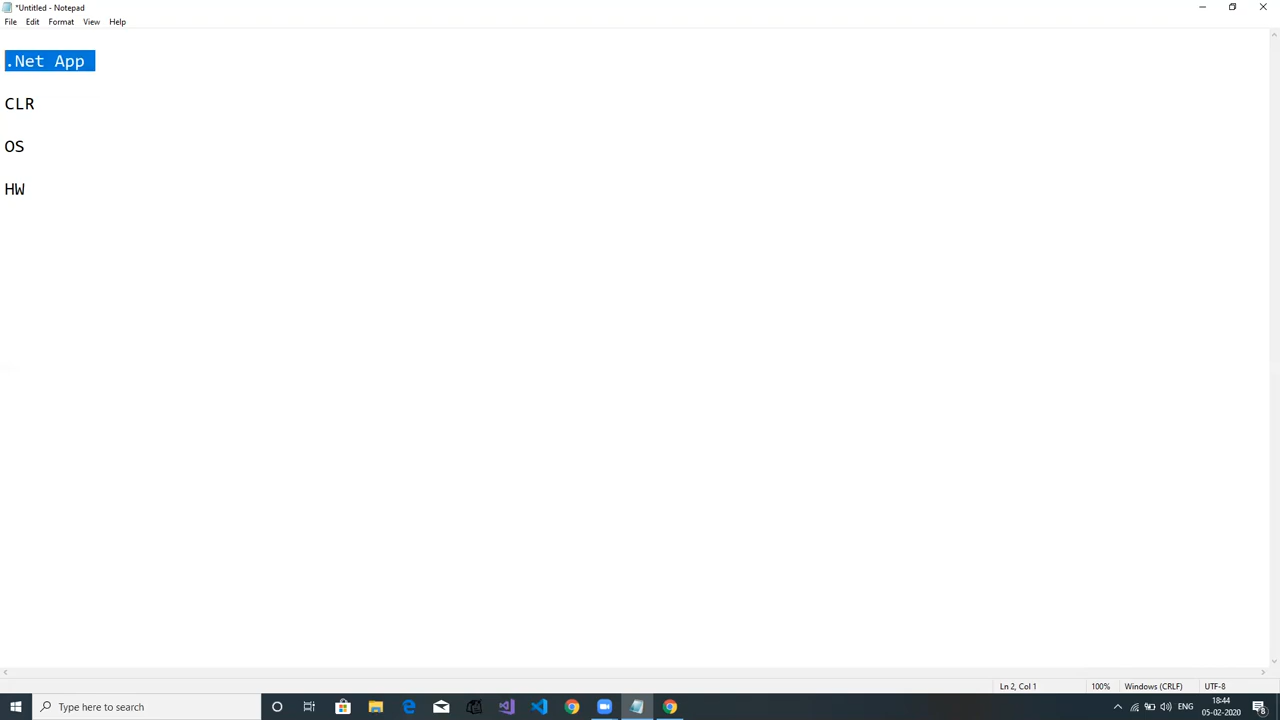 *Untitled - Notepad
File Edit Format View Help
.Net App
CLR
OS
HW
Ln 2, Col 1 100% Windows (CRLF) UTF-8
Type here to search
ENG
18:44
05-02-2020
8